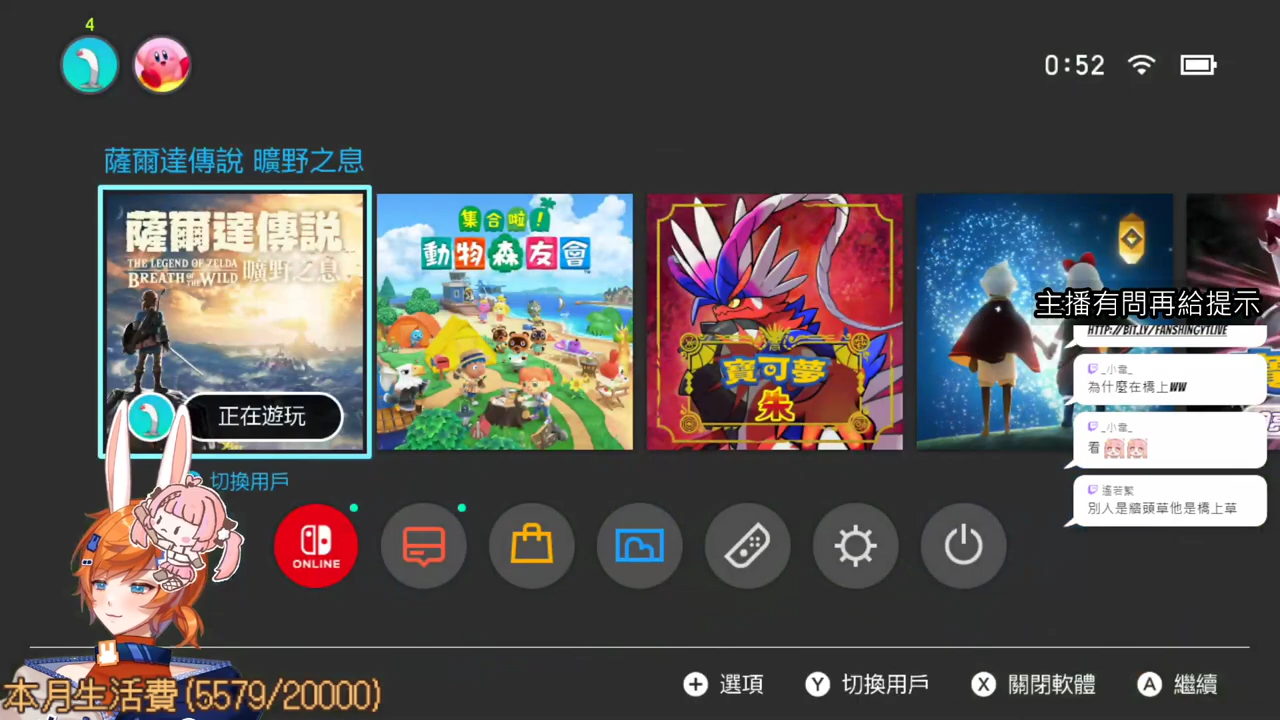 4
0:52
薩爾達傳說 曠野之息
薩爾達傳說
THE LEGEND OF ZELDA
BREATH OF THE WILD 曠野之息
正在遊玩
集合啦!
動物森友會
寶可夢
朱
主播有問再給提示
HTTP://BIT.LY/FANSHINGYTLIVE
_小韋_
為什麼在橋上WW
_小韋_
看
遙若繁
別人是牆頭草他是橋上草
切換用戶
ONLINE
本月生活費 (5579/20000)
+ 選項
Y 切換用戶
X 關閉軟體
A 繼續